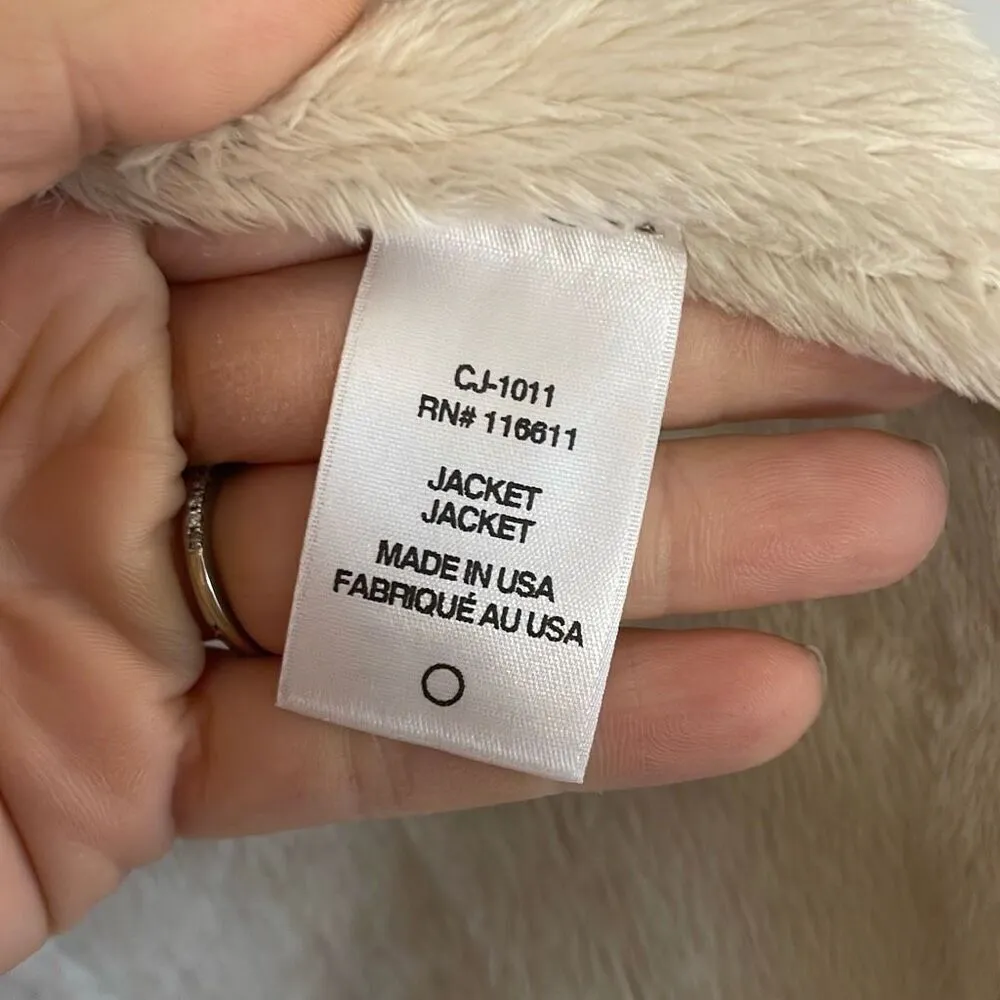 CJ-1011
RN# 116611
JACKET
JACKET
MADE IN USA
FABRIQUÉ AU USA